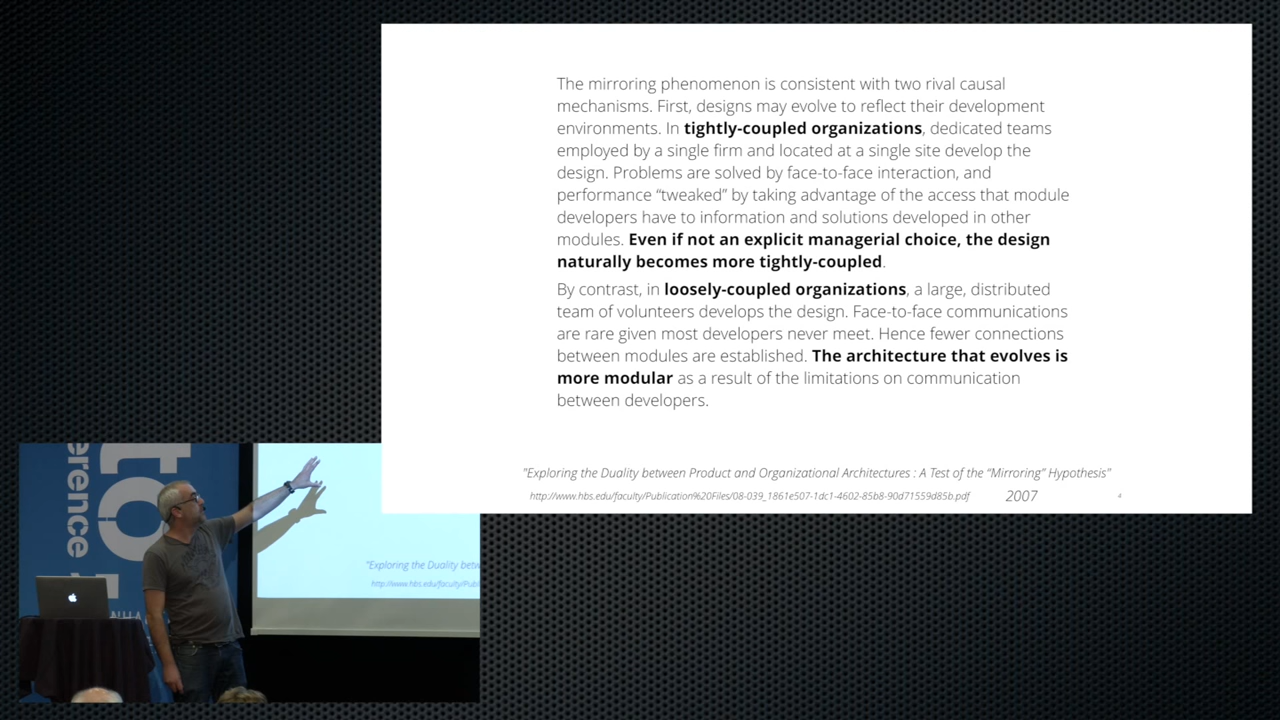 The mirroring phenomenon is consistent with two rival causal
mechanisms. First, designs may evolve to reflect their development
environments. In tightly-coupled organizations, dedicated teams
employed by a single firm and located at a single site develop the
design. Problems are solved by face-to-face interaction, and
performance “tweaked” by taking advantage of the access that module
developers have to information and solutions developed in other
modules. Even if not an explicit managerial choice, the design
naturally becomes more tightly-coupled.
By contrast, in loosely-coupled organizations, a large, distributed
team of volunteers develops the design. Face-to-face communications
are rare given most developers never meet. Hence fewer connections
between modules are established. The architecture that evolves is
more modular as a result of the limitations on communication
between developers.
"Exploring the Duality between Product and Organizational Architectures : A Test of the “Mirroring” Hypothesis"
http://www.hbs.edu/faculty/Publication%20Files/08-039_1861e507-1dc1-4602-85b8-90d71559d85b.pdf 2007 4
to
erence
"Exploring the Duality betw
http://www.hbs.edu/faculty/Publ